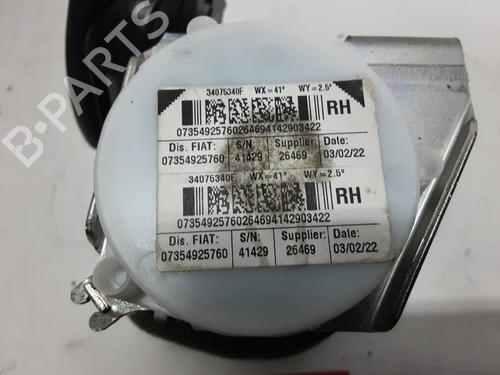 B-PARTS
34075340F WX=41° WY=2.5°
RH
07354925760264694142903422
Dis. FIAT: S/N: Supplier: Date:
07354925760 41429 26469 03/02/22
34075340F WX=41° WY=2.5°
RH
07354925760264694142903422
Dis. FIAT: S/N: Supplier: Date:
07354925760 41429 26469 03/02/22